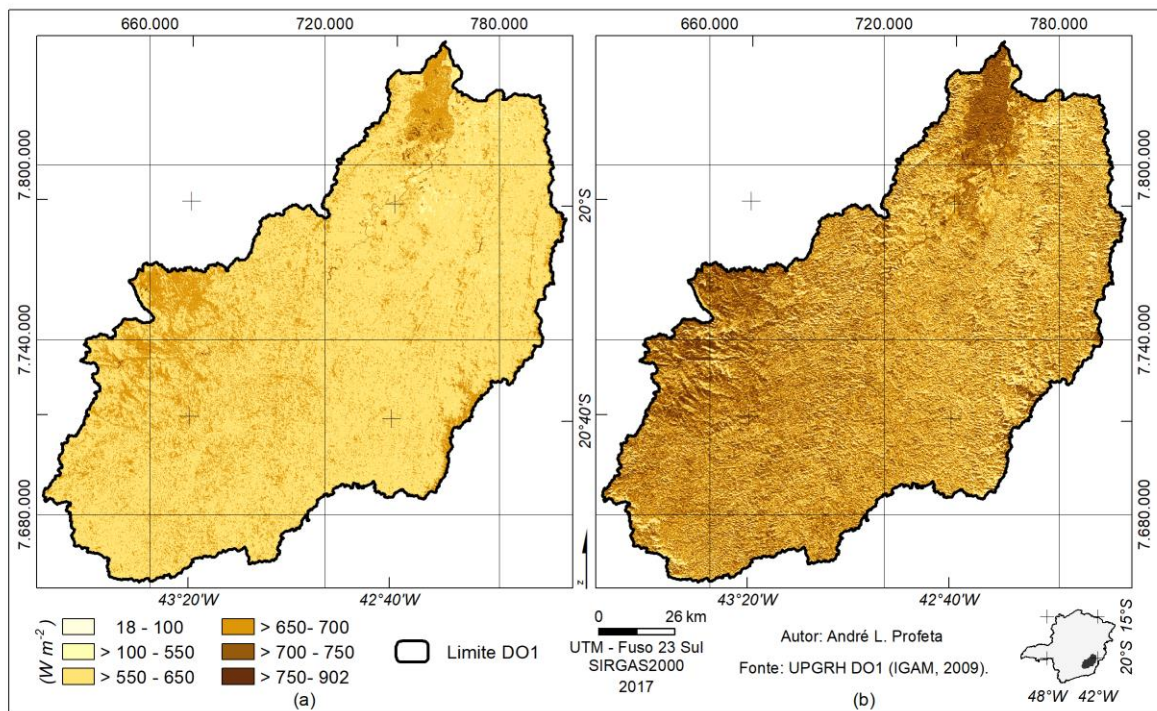 660.000 720.000 780.000 660.000 720.000 780.000
7.800.000 20°S 7.800.000
7.740.000 20°40'S 7.740.000
7.680.000 7.680.000
z
43°20'W 42°40'W 43°20'W 42°40'W
(W m⁻²)
18 - 100
> 100 - 550
> 550 - 650
> 650- 700
> 700 - 750
> 750- 902
Limite DO1
0 26 km
UTM - Fuso 23 Sul
SIRGAS2000
2017
Autor: André L. Profeta
Fonte: UPGRH DO1 (IGAM, 2009).
15°S
20°S
48°W 42°W
(a) (b)